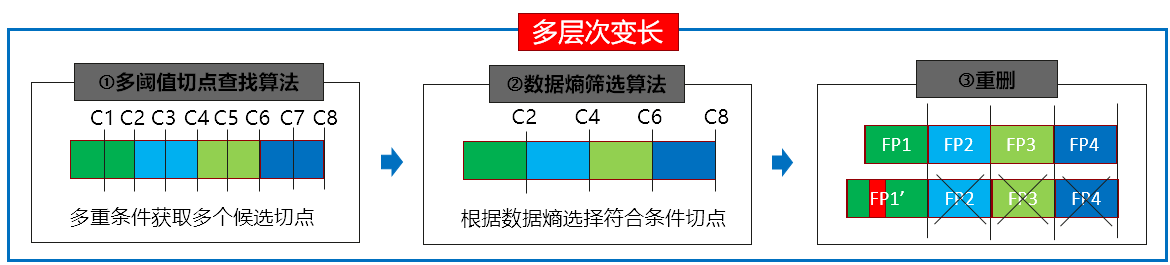 多层次变长
①多阈值切点查找算法
C1 C2 C3 C4 C5 C6 C7 C8
多重条件获取多个候选切点
②数据熵筛选算法
C2 C4 C6 C8
根据数据熵选择符合条件切点
③重删
FP1 FP2 FP3 FP4
FP1’ FP2 FP3 FP4